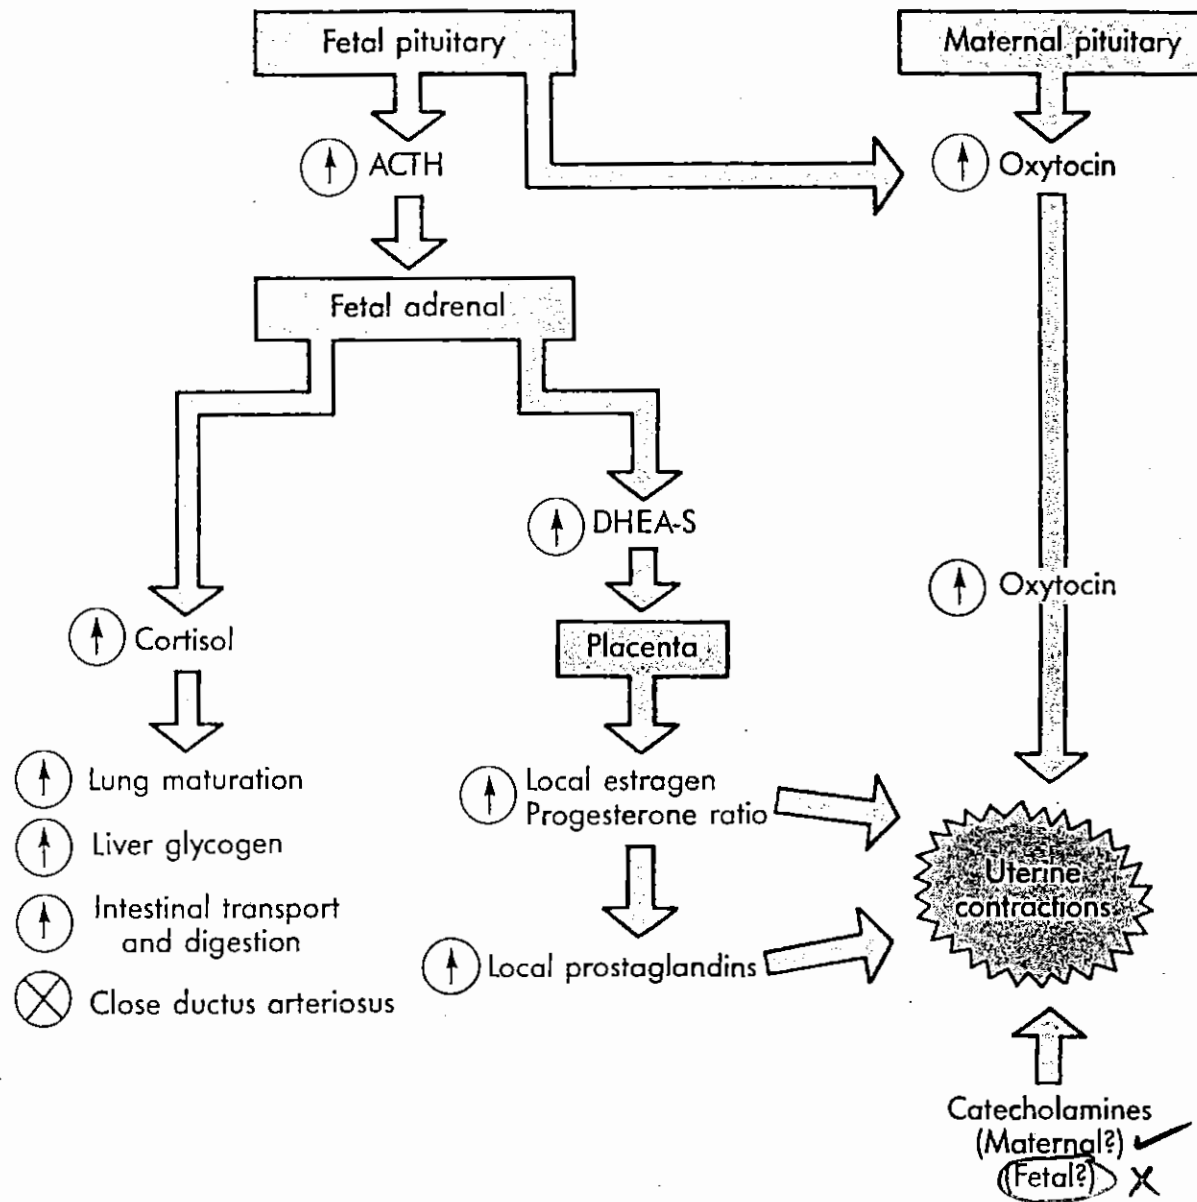 Fetal pituitary
Maternal pituitary
ACTH
Oxytocin
Fetal adrenal
DHEA-S
Oxytocin
Cortisol
Placenta
Lung maturation
Liver glycogen
Intestinal transport
and digestion
Close ductus arteriosus
Local estragen
Progesterone ratio
Local prostaglandins
Uterine
contractions
Catecholamines
(Maternal?)
(Fetal?)